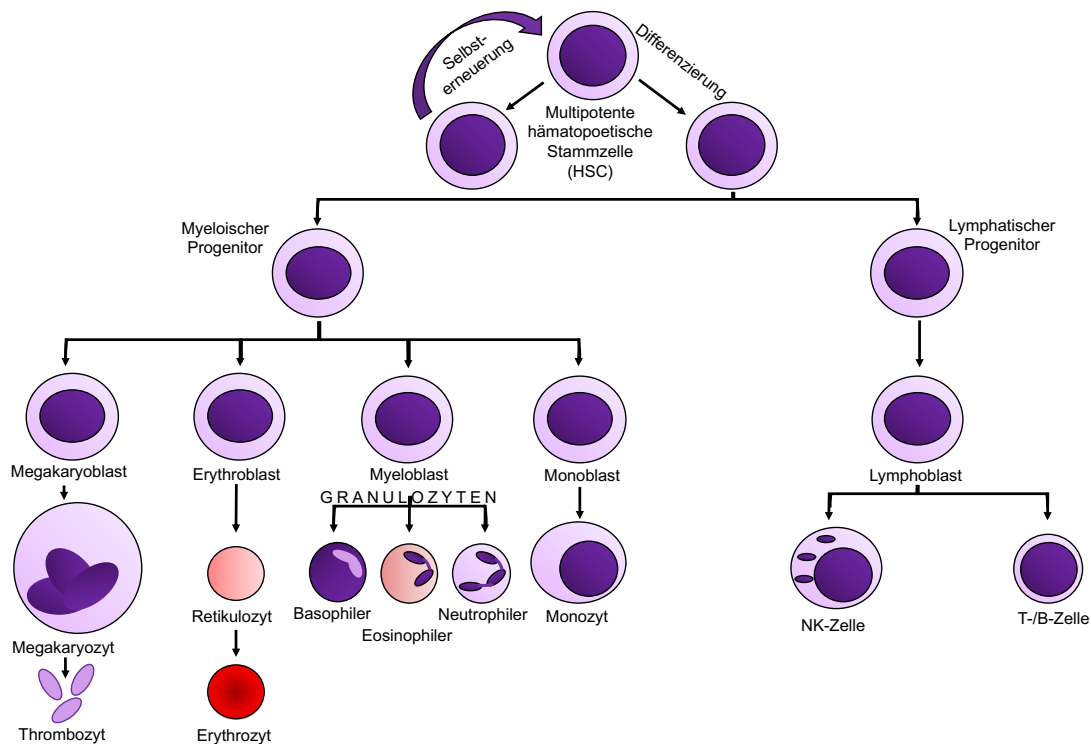 Selbst-
erneuerung
Differenzierung
Multipotente
hämatopoetische
Stammzelle
(HSC)
Myeloischer
Progenitor
Lymphatischer
Progenitor
Megakaryoblast
Erythroblast
Myeloblast
Monoblast
Lymphoblast
GRANULOZYTEN
Basophiler
Eosinophiler
Neutrophiler
Retikulozyt
Monozyt
NK-Zelle
T-/B-Zelle
Megakaryozyt
Thrombozyt
Erythrozyt